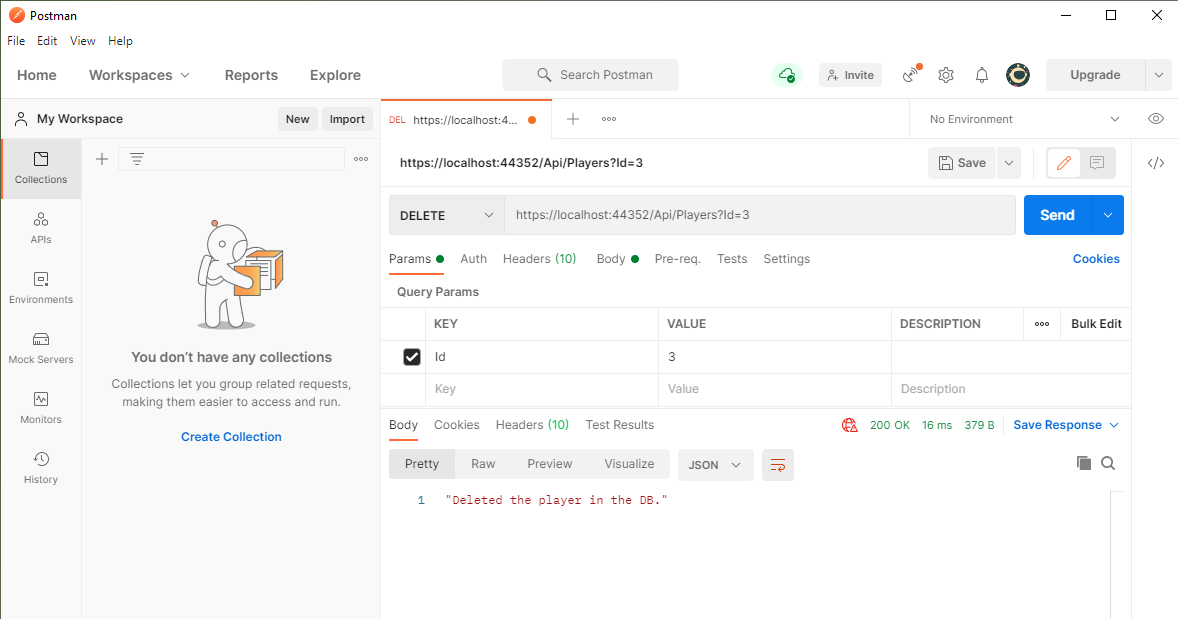 Postman
File Edit View Help
Home Workspaces Reports Explore Search Postman Invite Upgrade
My Workspace New Import
DEL https://localhost:4... No Environment
https://localhost:44352/Api/Players?Id=3 Save
Collections
APIs
Environments
Mock Servers
Monitors
History
You don't have any collections
Collections let you group related requests,
making them easier to access and run.
Create Collection
DELETE https://localhost:44352/Api/Players?Id=3 Send
Params Auth Headers (10) Body Pre-req. Tests Settings Cookies
Query Params
KEY VALUE DESCRIPTION Bulk Edit
Id 3
Key Value Description
Body Cookies Headers (10) Test Results 200 OK 16 ms 379 B Save Response
Pretty Raw Preview Visualize JSON
1 "Deleted the player in the DB."